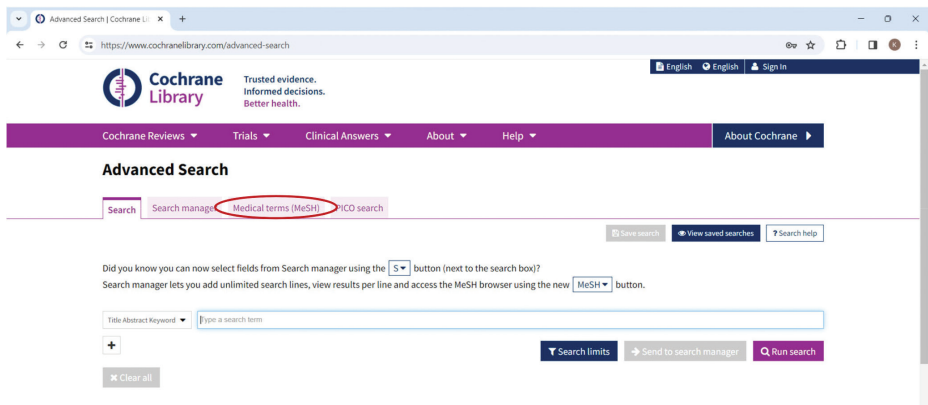 Advanced Search | Cochrane Lib
https://www.cochranelibrary.com/advanced-search
K
English English Sign In
Cochrane Library
Trusted evidence.
Informed decisions.
Better health.
Cochrane Reviews Trials Clinical Answers About Help About Cochrane
Advanced Search
Search Search manager Medical terms (MeSH) PICO search
Save search View saved searches ? Search help
Did you know you can now select fields from Search manager using the S button (next to the search box)?
Search manager lets you add unlimited search lines, view results per line and access the MeSH browser using the new MeSH button.
Title Abstract Keyword Type a search term
Search limits Send to search manager Run search
Clear all